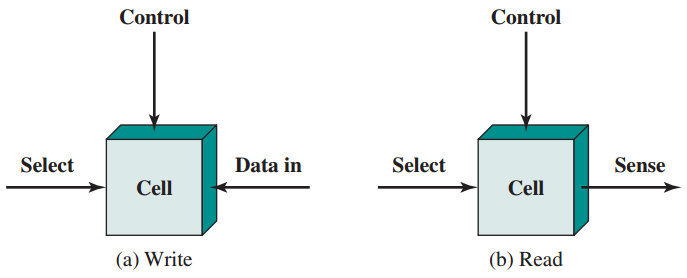 Control
Select
Cell
Data in
(a) Write
Control
Select
Cell
Sense
(b) Read